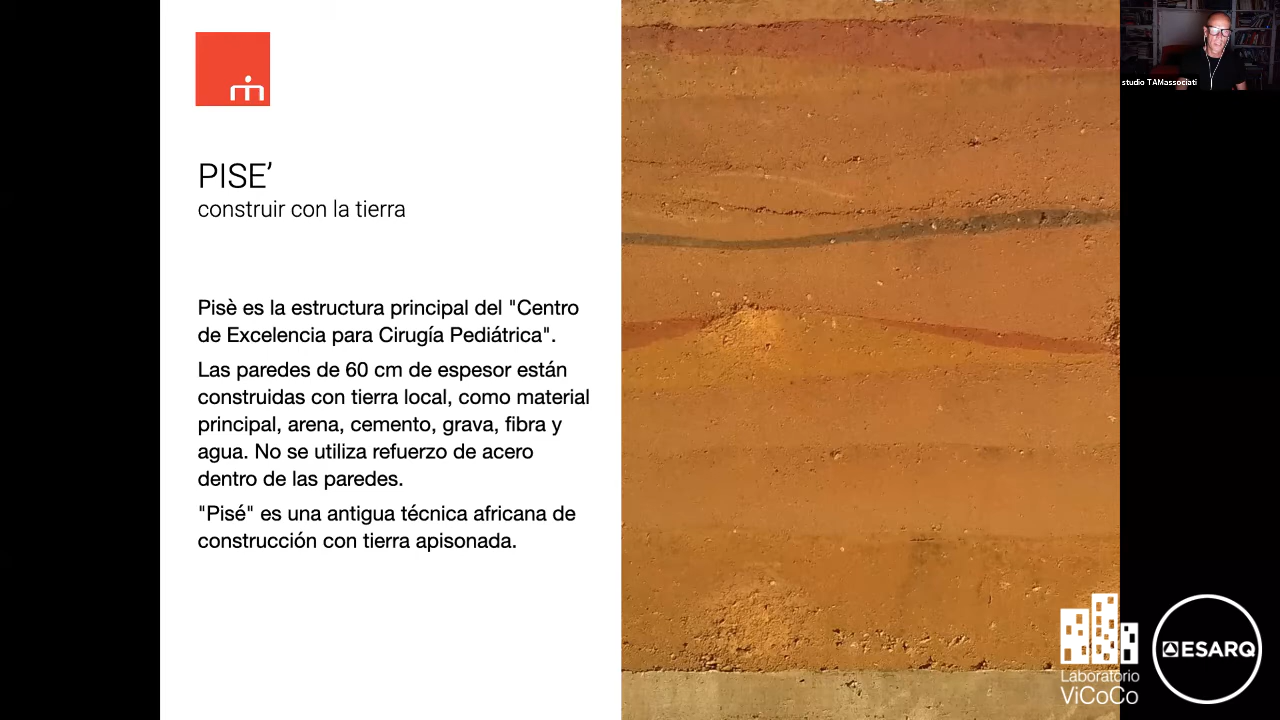 studio TAMassociati
PISE’
construir con la tierra
Pisè es la estructura principal del "Centro
de Excelencia para Cirugía Pediátrica".
Las paredes de 60 cm de espesor están
construidas con tierra local, como material
principal, arena, cemento, grava, fibra y
agua. No se utiliza refuerzo de acero
dentro de las paredes.
"Pisé" es una antigua técnica africana de
construcción con tierra apisonada.
Laboratorio
ViCoCo
ESARQ